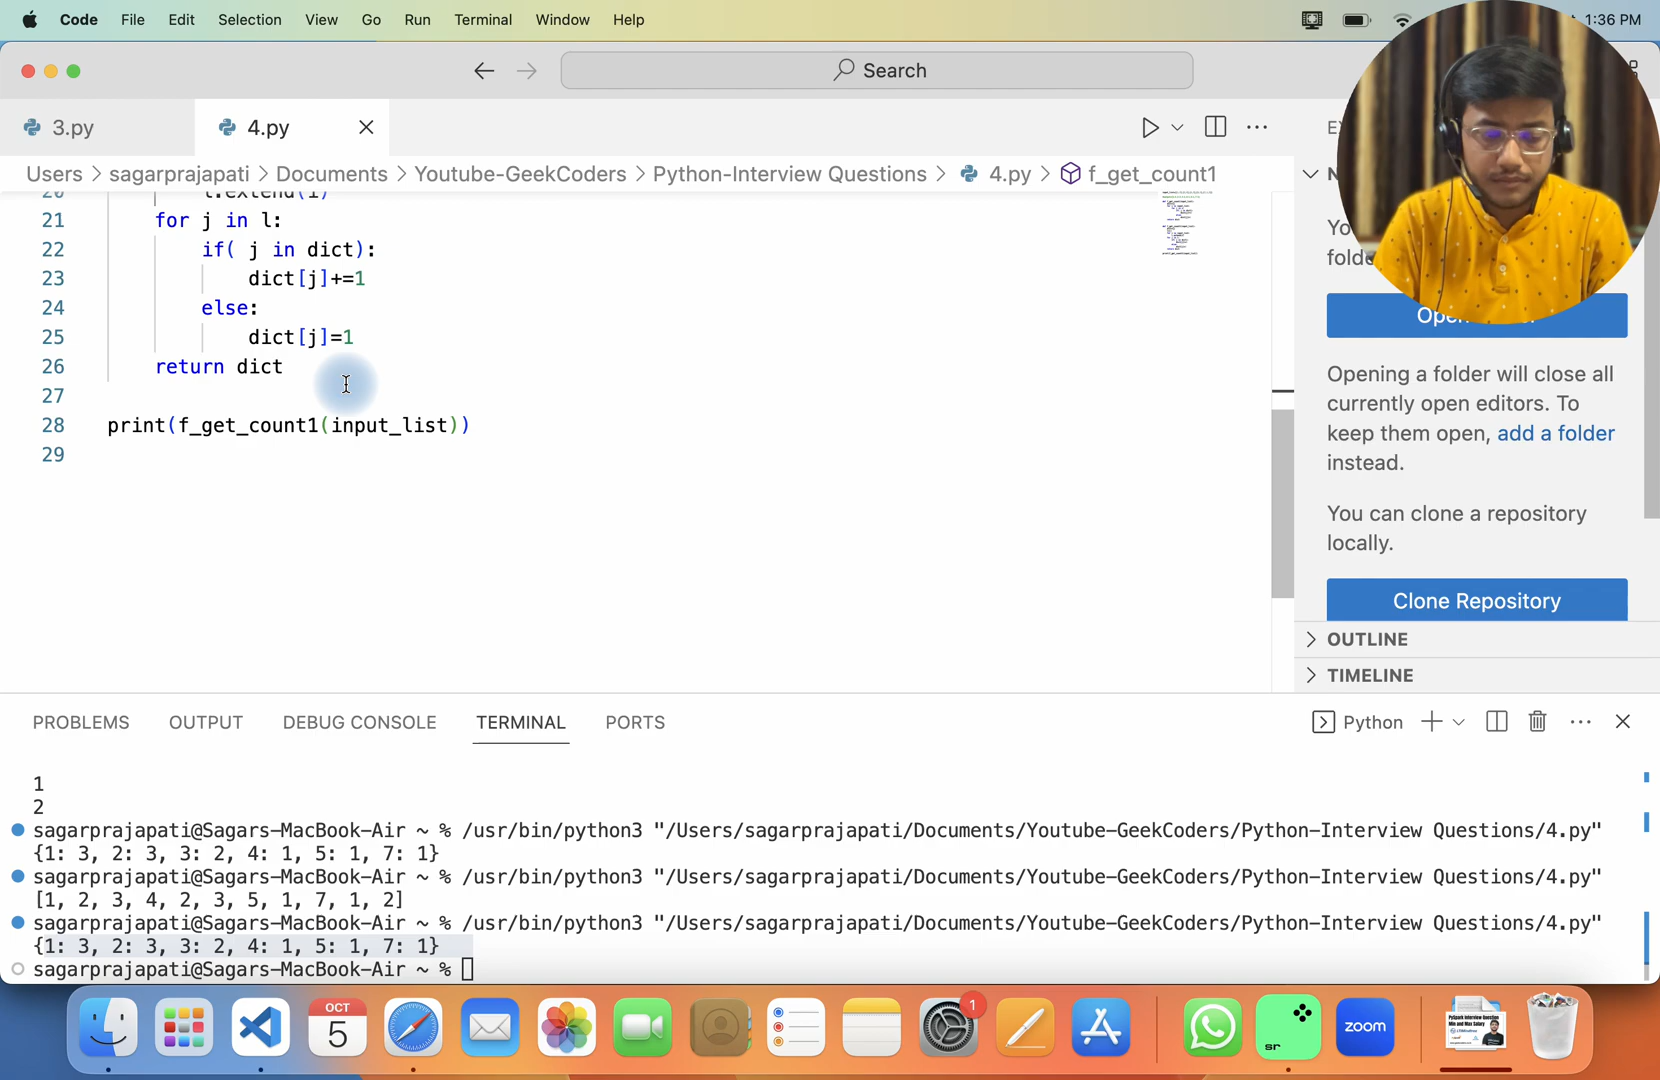 Code File Edit Selection View Go Run Terminal Window Help 1:36 PM
Search
3.py 4.py
Users > sagarprajapati > Documents > Youtube-GeekCoders > Python-Interview Questions > 4.py > f_get_count1
21 for j in l:
22 if( j in dict):
23 dict[j]+=1
24 else:
25 dict[j]=1
26 return dict
27
28 print(f_get_count1(input_list))
29
Opening a folder will close all
currently open editors. To
keep them open, add a folder
instead.
You can clone a repository
locally.
Clone Repository
OUTLINE
TIMELINE
PROBLEMS OUTPUT DEBUG CONSOLE TERMINAL PORTS
Python
1
2
sagarprajapati@Sagars-MacBook-Air ~ % /usr/bin/python3 "/Users/sagarprajapati/Documents/Youtube-GeekCoders/Python-Interview Questions/4.py"
{1: 3, 2: 3, 3: 2, 4: 1, 5: 1, 7: 1}
sagarprajapati@Sagars-MacBook-Air ~ % /usr/bin/python3 "/Users/sagarprajapati/Documents/Youtube-GeekCoders/Python-Interview Questions/4.py"
[1, 2, 3, 4, 2, 3, 5, 1, 7, 1, 2]
sagarprajapati@Sagars-MacBook-Air ~ % /usr/bin/python3 "/Users/sagarprajapati/Documents/Youtube-GeekCoders/Python-Interview Questions/4.py"
{1: 3, 2: 3, 3: 2, 4: 1, 5: 1, 7: 1}
sagarprajapati@Sagars-MacBook-Air ~ %
OCT
5
1
sr
zoom
PySpark Interview Question
Min and Max Salary